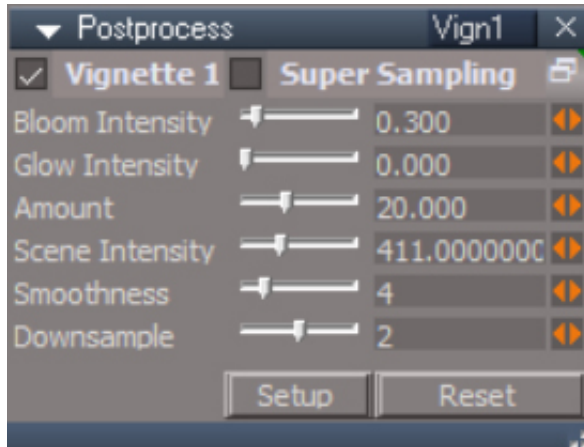 Postprocess Vign1
Vignette 1 Super Sampling
Bloom Intensity 0.300
Glow Intensity 0.000
Amount 20.000
Scene Intensity 411.0000000
Smoothness 4
Downsample 2
Setup Reset